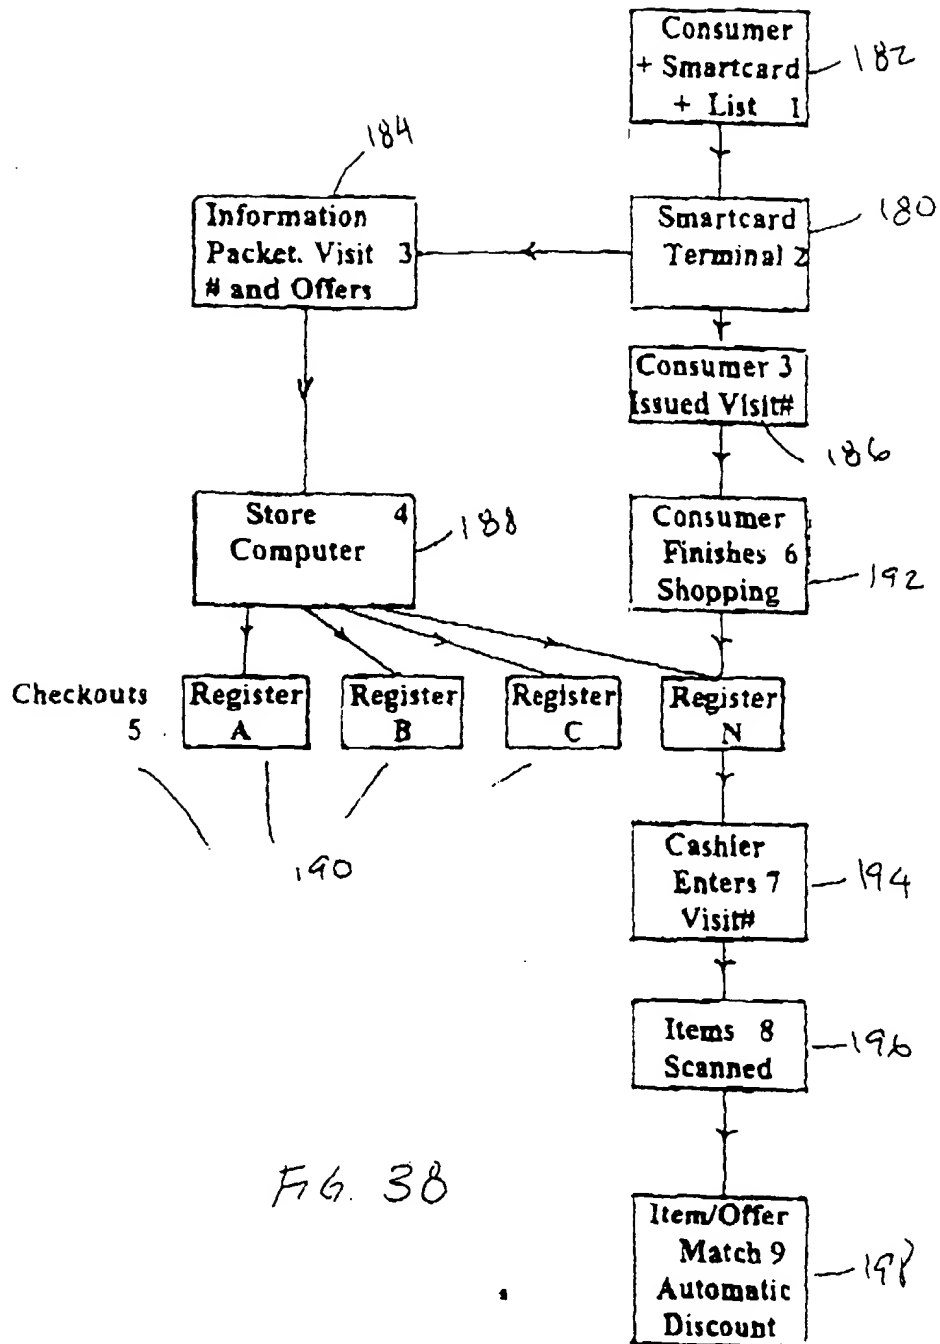 Consumer
+ Smartcard
+ List 1
182
184
Information
Packet. Visit 3
# and Offers
Smartcard
Terminal 2
180
Consumer 3
Issued Visit#
186
Store 4
Computer
188
Consumer
Finishes 6
Shopping
192
Checkouts
5
Register
A
Register
B
Register
C
Register
N
190
Cashier
Enters 7
Visit#
194
Items 8
Scanned
196
FIG. 38
Item/Offer
Match 9
Automatic
Discount
198